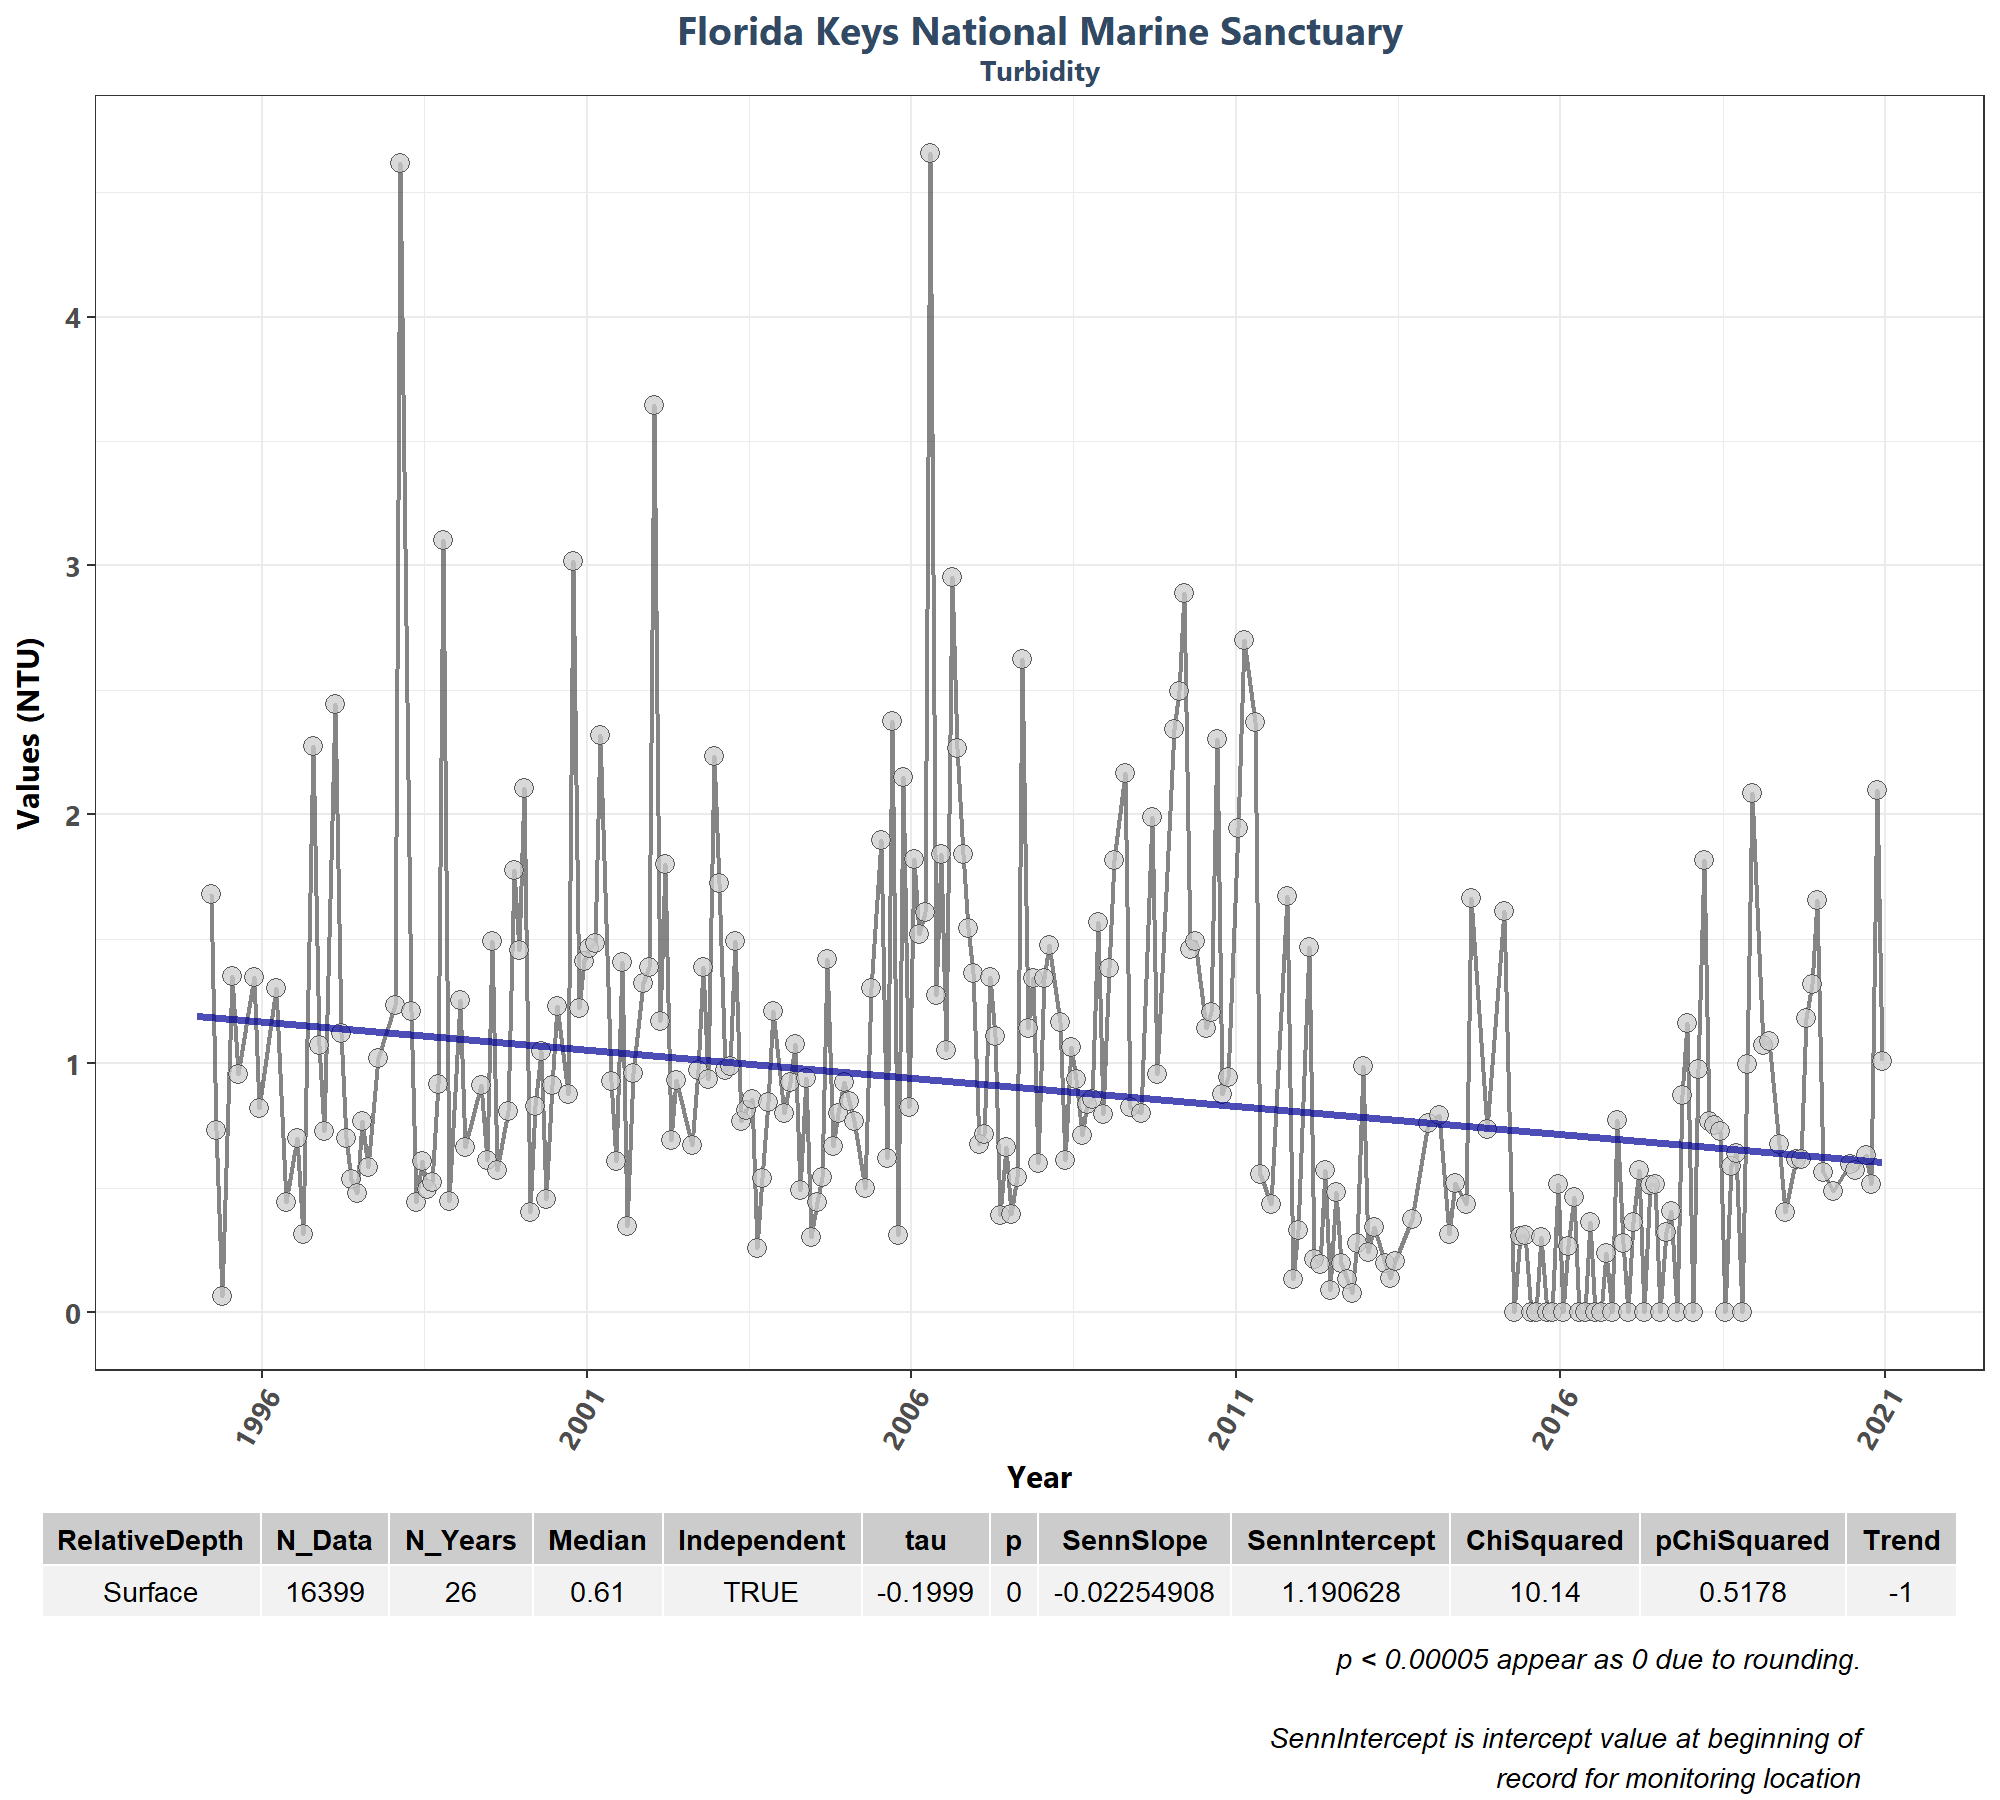 Florida Keys National Marine Sanctuary
Turbidity
Values (NTU)
4
3
2
1
0
1996 2001 2006 2011 2016 2021
Year
RelativeDepth N_Data N_Years Median Independent tau p SennSlope SennIntercept ChiSquared pChiSquared Trend
Surface 16399 26 0.61 TRUE -0.1999 0 -0.02254908 1.190628 10.14 0.5178 -1
p < 0.00005 appear as 0 due to rounding.
SennIntercept is intercept value at beginning of
record for monitoring location